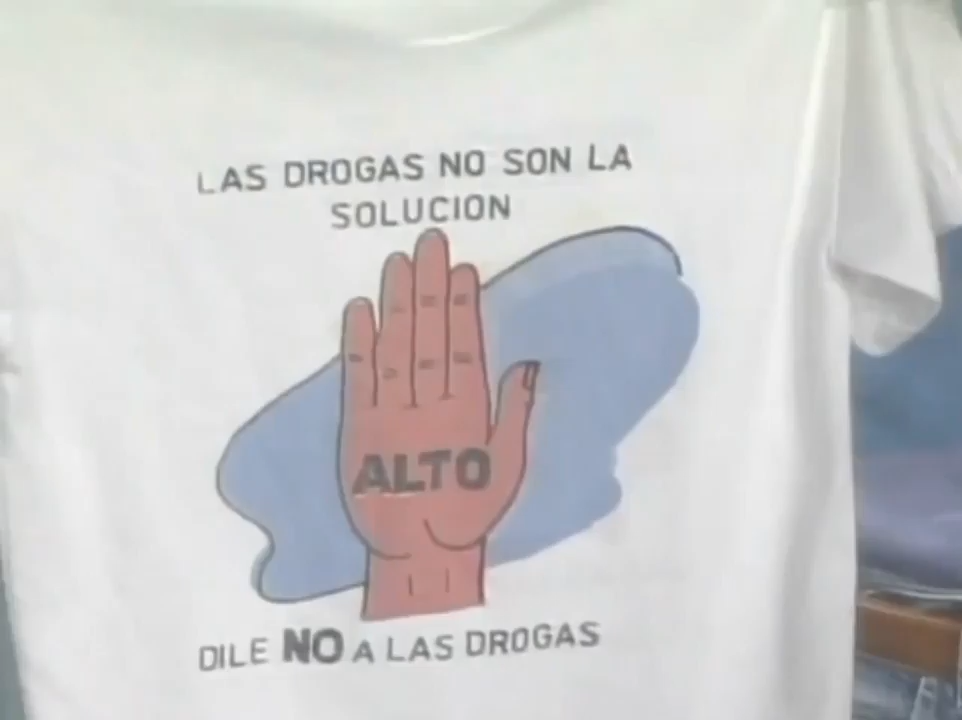 LAS DROGAS NO SON LA
SOLUCION
ALTO
DILE NO A LAS DROGAS